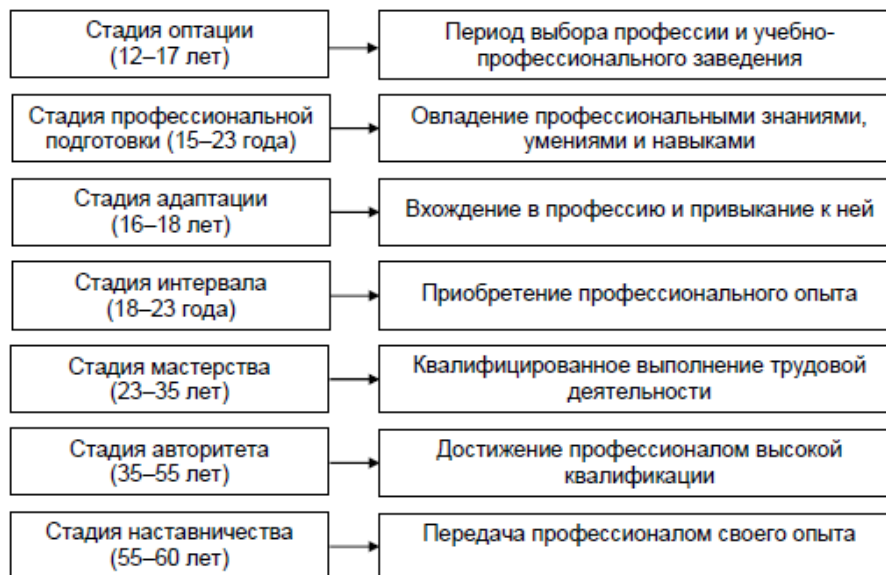 Стадия оптации
(12–17 лет)
Период выбора профессии и учебно-
профессионального заведения
Стадия профессиональной
подготовки (15–23 года)
Овладение профессиональными знаниями,
умениями и навыками
Стадия адаптации
(16–18 лет)
Вхождение в профессию и привыкание к ней
Стадия интервала
(18–23 года)
Приобретение профессионального опыта
Стадия мастерства
(23–35 лет)
Квалифицированное выполнение трудовой
деятельности
Стадия авторитета
(35–55 лет)
Достижение профессионалом высокой
квалификации
Стадия наставничества
(55–60 лет)
Передача профессионалом своего опыта